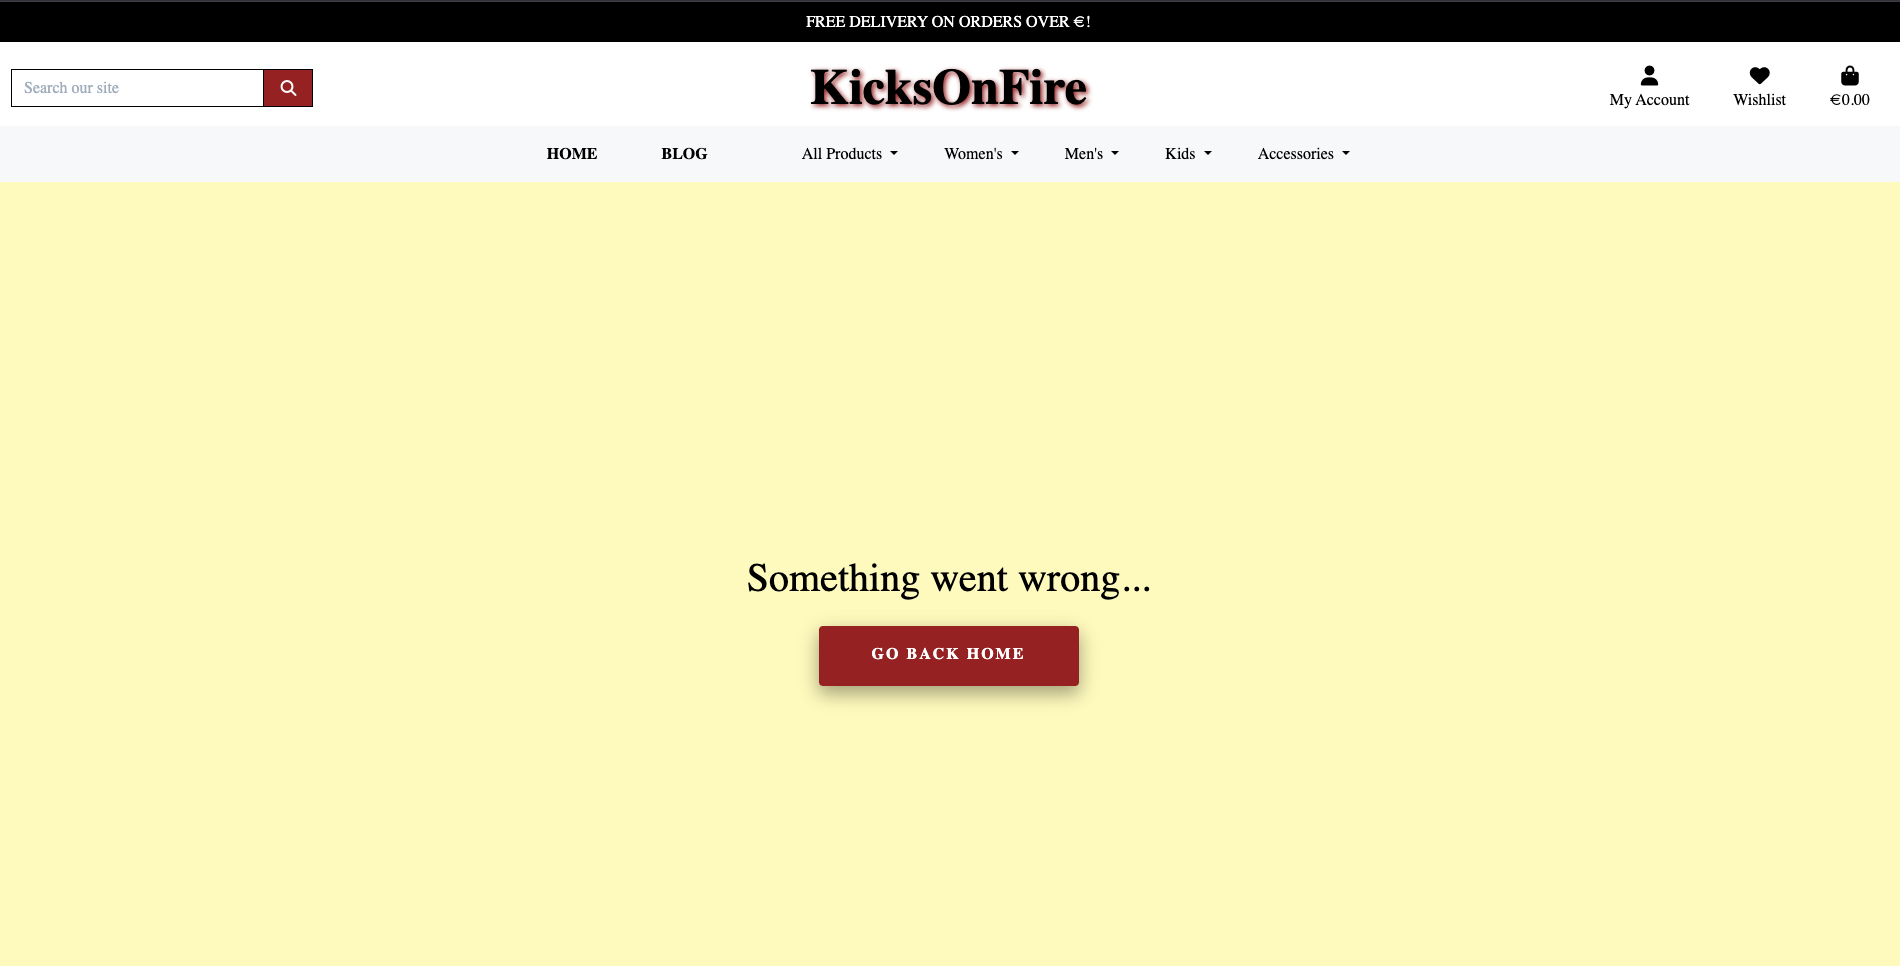 FREE DELIVERY ON ORDERS OVER €!
Search our site
KicksOnFire
My Account
Wishlist
€0.00
HOME
BLOG
All Products
Women's
Men's
Kids
Accessories
Something went wrong...
GO BACK HOME